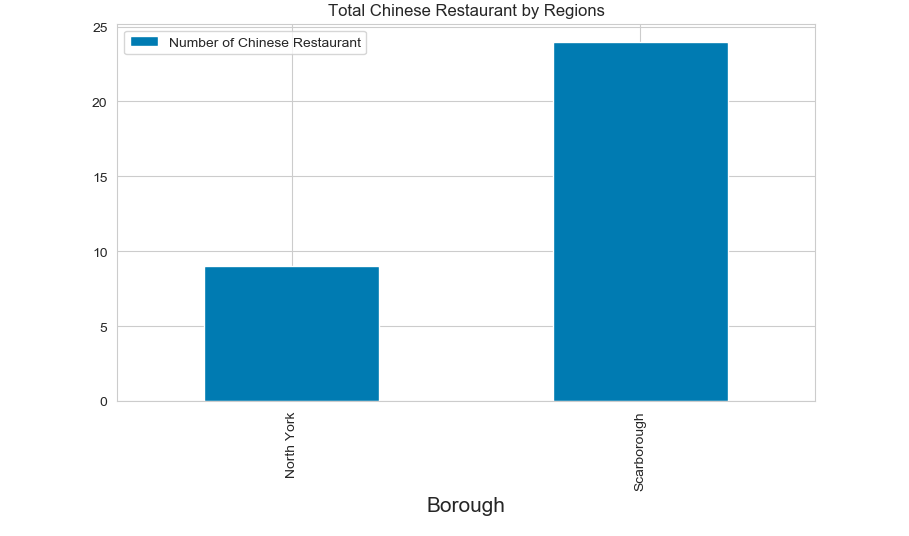 Total Chinese Restaurant by Regions
Number of Chinese Restaurant
25
20
15
10
5
0
North York
Scarborough
Borough